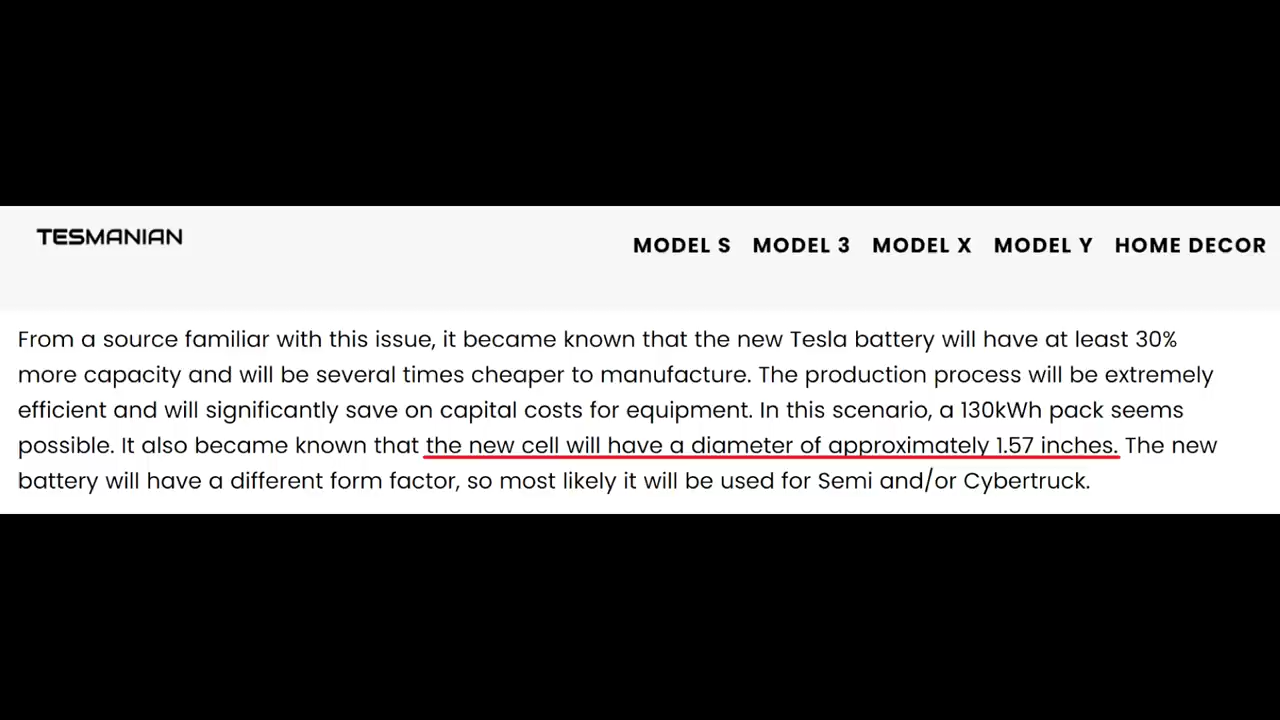 TESMANIAN
MODEL S MODEL 3 MODEL X MODEL Y HOME DECOR
From a source familiar with this issue, it became known that the new Tesla battery will have at least 30%
more capacity and will be several times cheaper to manufacture. The production process will be extremely
efficient and will significantly save on capital costs for equipment. In this scenario, a 130kWh pack seems
possible. It also became known that the new cell will have a diameter of approximately 1.57 inches. The new
battery will have a different form factor, so most likely it will be used for Semi and/or Cybertruck.